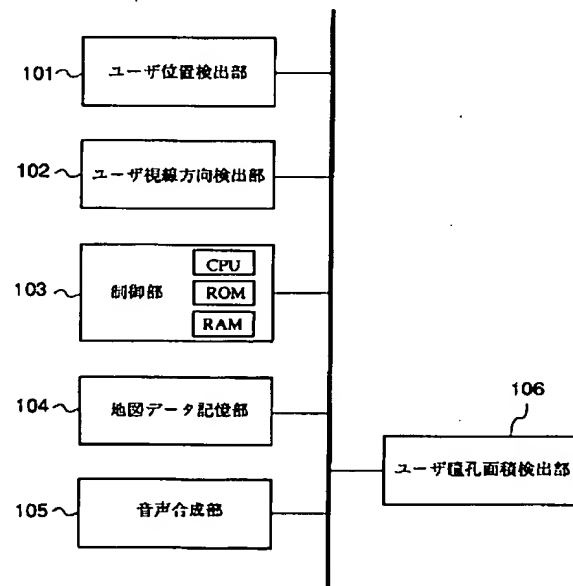 101
ユーザ位置検出部
102
ユーザ視線方向検出部
103
制御部
CPU
ROM
RAM
104
地図データ記憶部
106
ユーザ瞳孔面積検出部
105
音声合成部